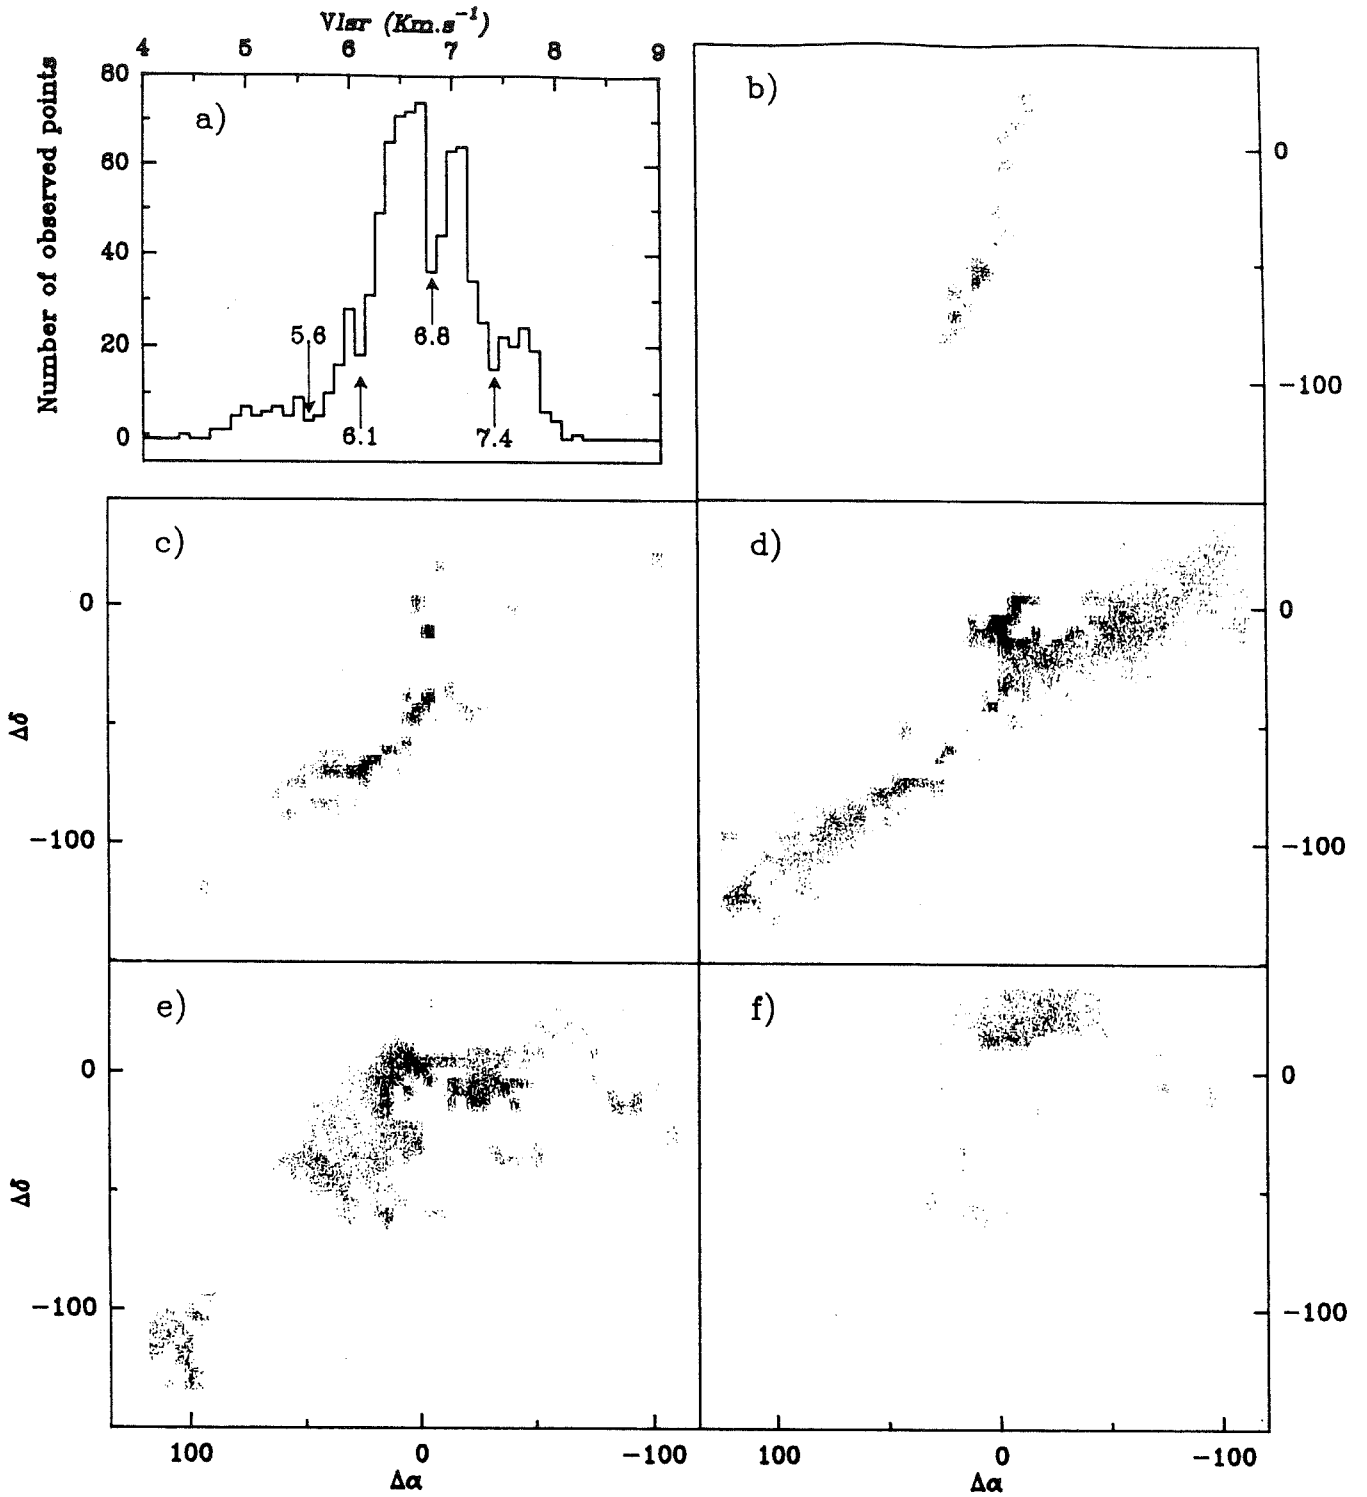 Vlsr (Km.s⁻¹)
4 5 6 7 8 9
Number of observed points
80
60
40
20
0
a)
5.6
6.8
6.1
7.4
b)
0
-100
c)
Δδ
0
-100
d)
0
-100
e)
Δδ
0
-100
100 0 -100
Δα
f)
0
-100
100 0 -100
Δα